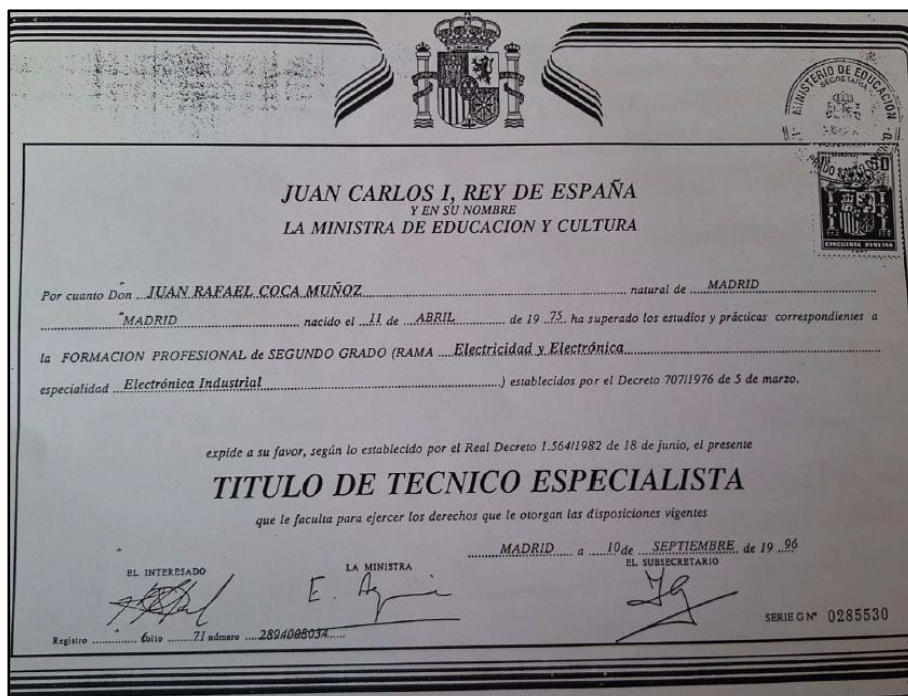 MINISTERIO DE EDUCACION
SECRETARIA
CINCUENTA PESETAS
JUAN CARLOS I, REY DE ESPAÑA
Y EN SU NOMBRE
LA MINISTRA DE EDUCACION Y CULTURA
Por cuanto Don JUAN RAFAEL COCA MUÑOZ natural de MADRID
MADRID nacido el 11 de ABRIL de 19 75 ha superado los estudios y prácticas correspondientes a
la FORMACION PROFESIONAL de SEGUNDO GRADO (RAMA Electricidad y Electrónica
especialidad Electrónica Industrial ) establecidos por el Decreto 707/1976 de 5 de marzo.
expide a su favor, según lo establecido por el Real Decreto 1.564/1982 de 18 de junio, el presente
TITULO DE TECNICO ESPECIALISTA
que le faculta para ejercer los derechos que le otorgan las disposiciones vigentes
MADRID a 10 de SEPTIEMBRE de 19 96
EL INTERESADO LA MINISTRA EL SUBSECRETARIO
E.
SERIE G Nº 0285530
Registro folio 71 número